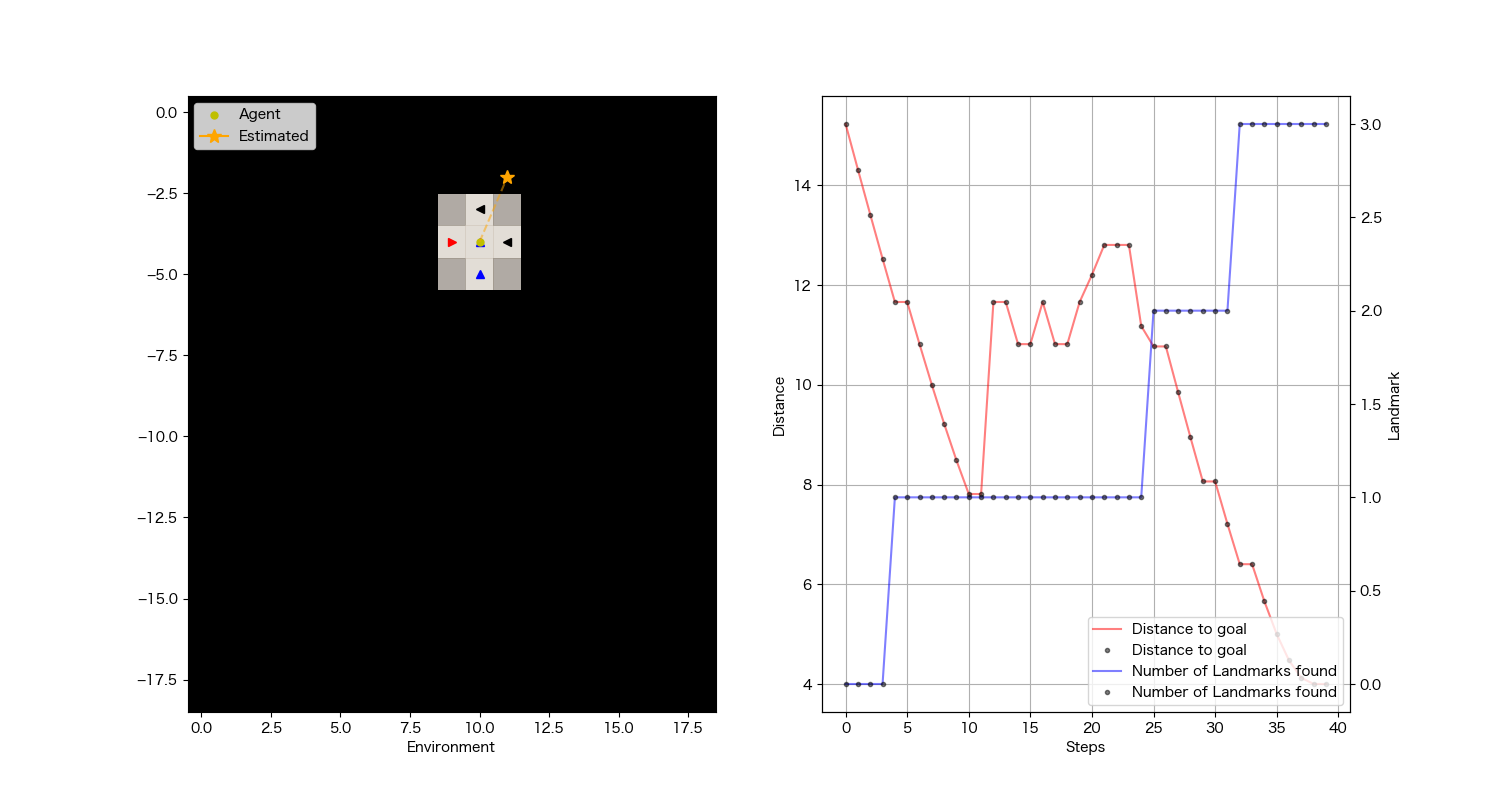 Agent
Estimated
0.0
−2.5
−5.0
−7.5
−10.0
−12.5
−15.0
−17.5
0.0 2.5 5.0 7.5 10.0 12.5 15.0 17.5
Environment
14
12
10
8
6
4
Distance
0 5 10 15 20 25 30 35 40
Steps
3.0
2.5
2.0
1.5
1.0
0.5
0.0
Landmark
Distance to goal
Distance to goal
Number of Landmarks found
Number of Landmarks found